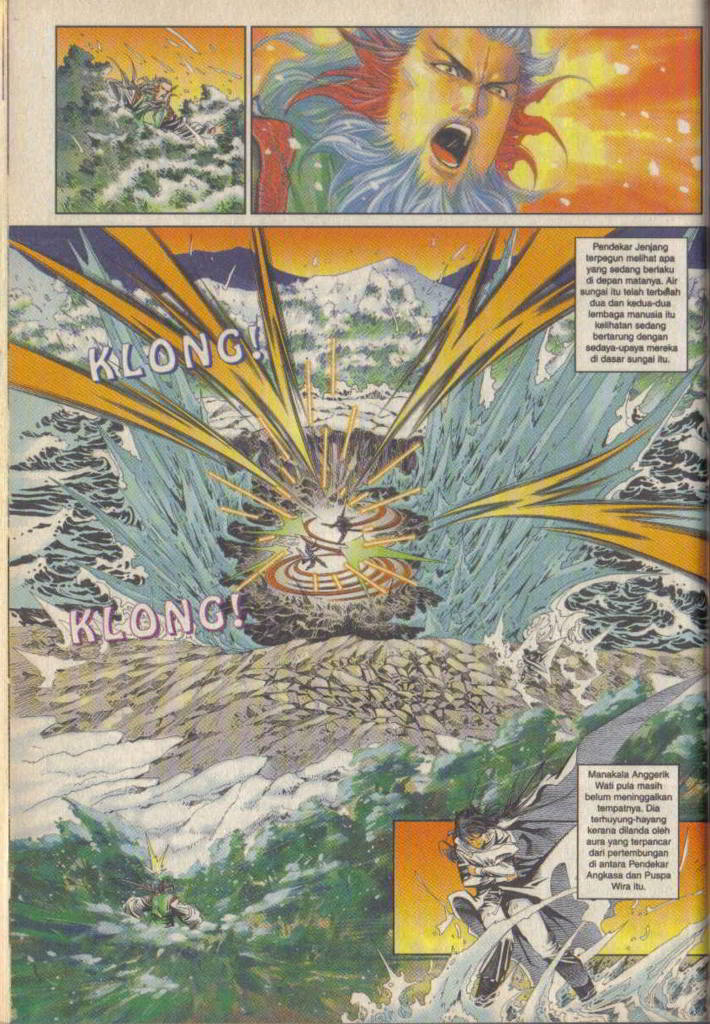 Pendekar Jenjang
terpegun melihat apa
yang sedang berlaku
di depan matanya. Air
sungai itu telah terbelah
dua dan kedua-dua
lembaga manusia itu
kelihatan sedang
bertarung dengan
sedaya-upaya mereka
di dasar sungai itu.
KLONG!
KLONG!
Manakala Anggerik
Wati pula masih
belum meninggalkan
tempatnya. Dia
terhuyung-hayang
kerana dilanda oleh
aura yang terpancar
dari pertembungan
di antara Pendekar
Angkasa dan Puspa
Wira itu.